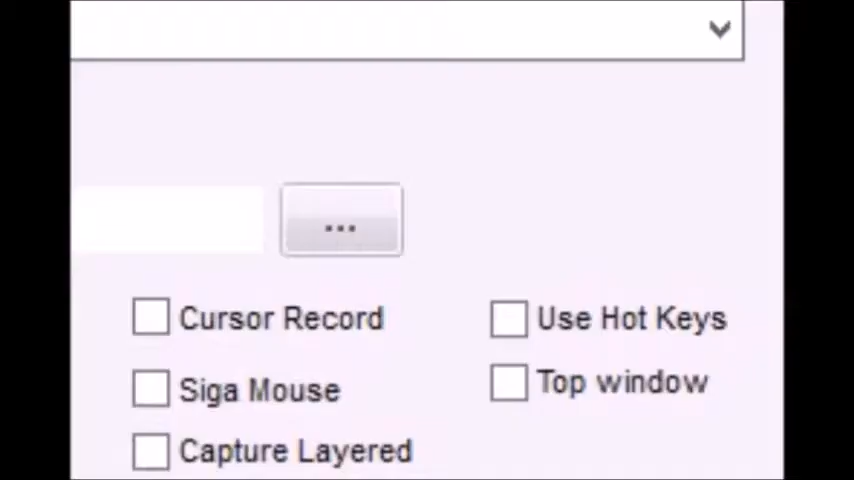 ...
Cursor Record
Use Hot Keys
Siga Mouse
Top window
Capture Layered